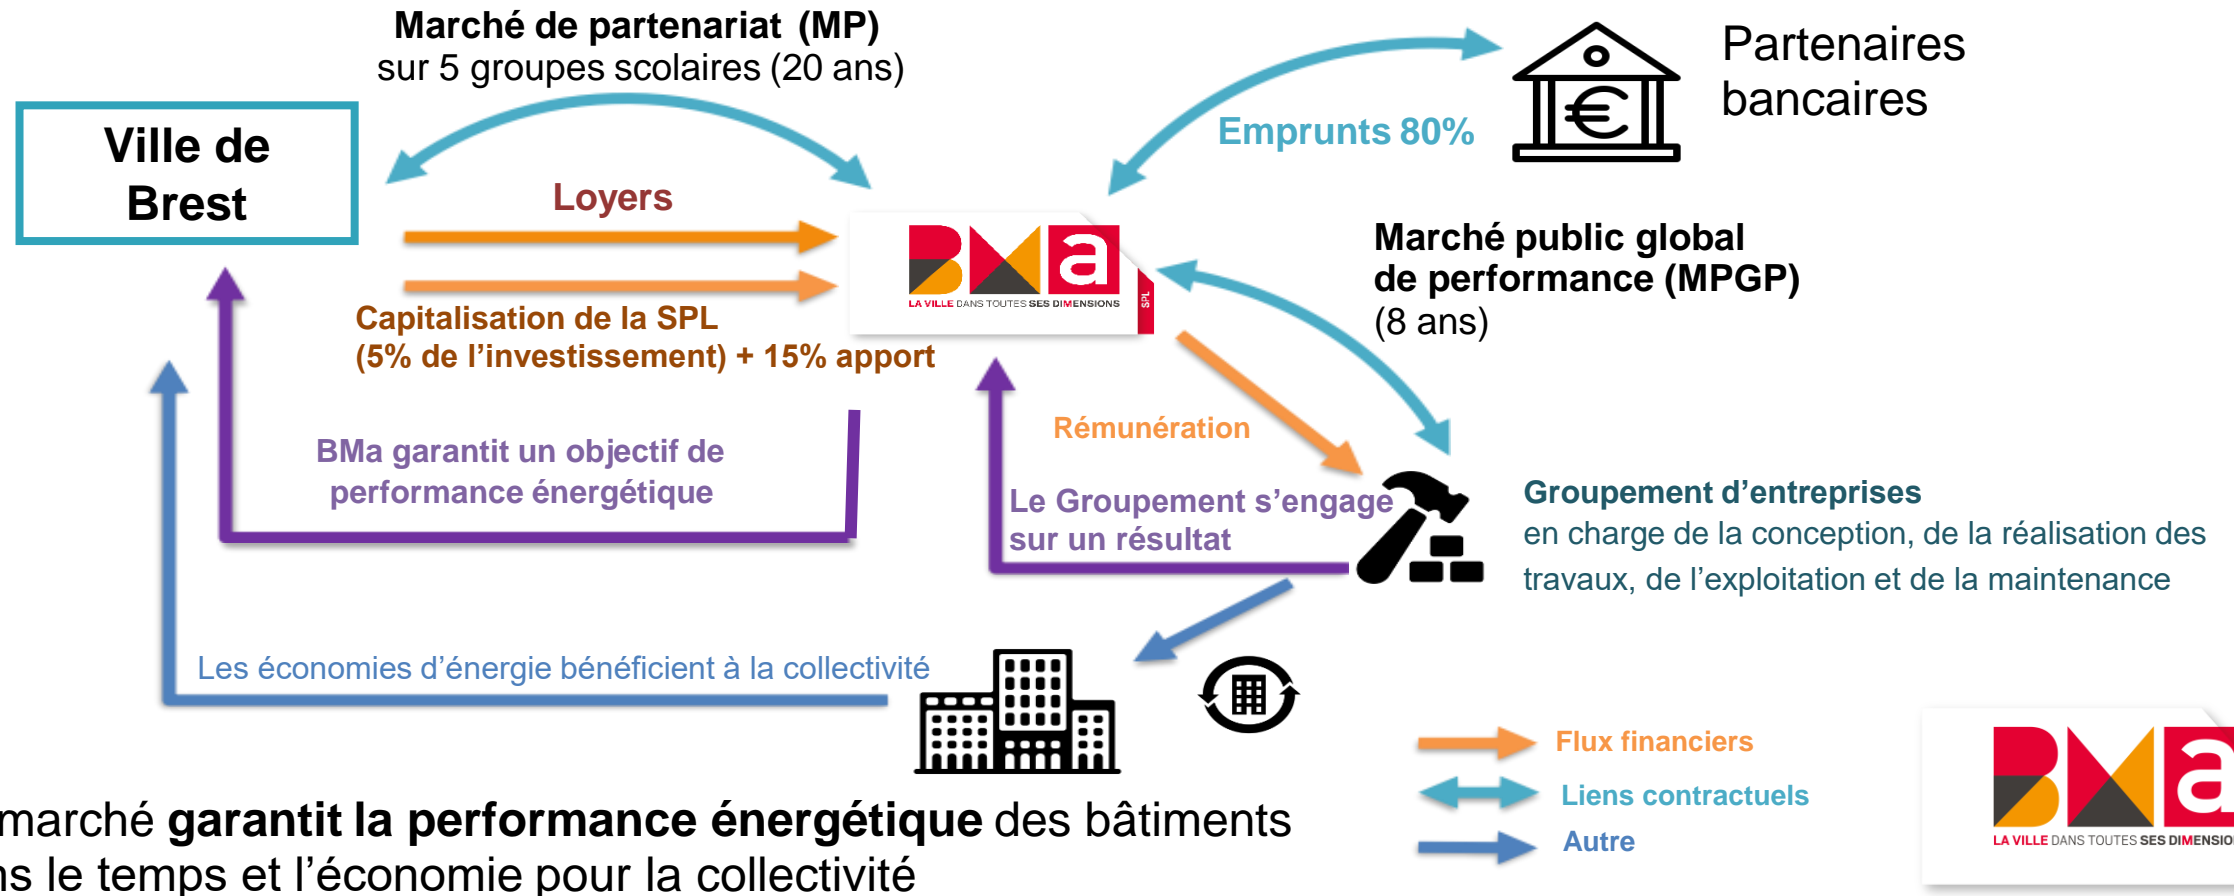 Marché de partenariat (MP)
sur 5 groupes scolaires (20 ans)
Partenaires
bancaires
Ville de
Brest
Emprunts 80%
Loyers
BMa
LA VILLE DANS TOUTES SES DIMENSIONS
SPL
Marché public global
de performance (MPGP)
(8 ans)
Capitalisation de la SPL
(5% de l’investissement) + 15% apport
Rémunération
BMa garantit un objectif de
performance énergétique
Le Groupement s’engage
sur un résultat
Groupement d’entreprises
en charge de la conception, de la réalisation des
travaux, de l’exploitation et de la maintenance
Les économies d’énergie bénéficient à la collectivité
Flux financiers
Liens contractuels
Autre
marché garantit la performance énergétique des bâtiments
le temps et l’économie pour la collectivité
BMa
LA VILLE DANS TOUTES SES